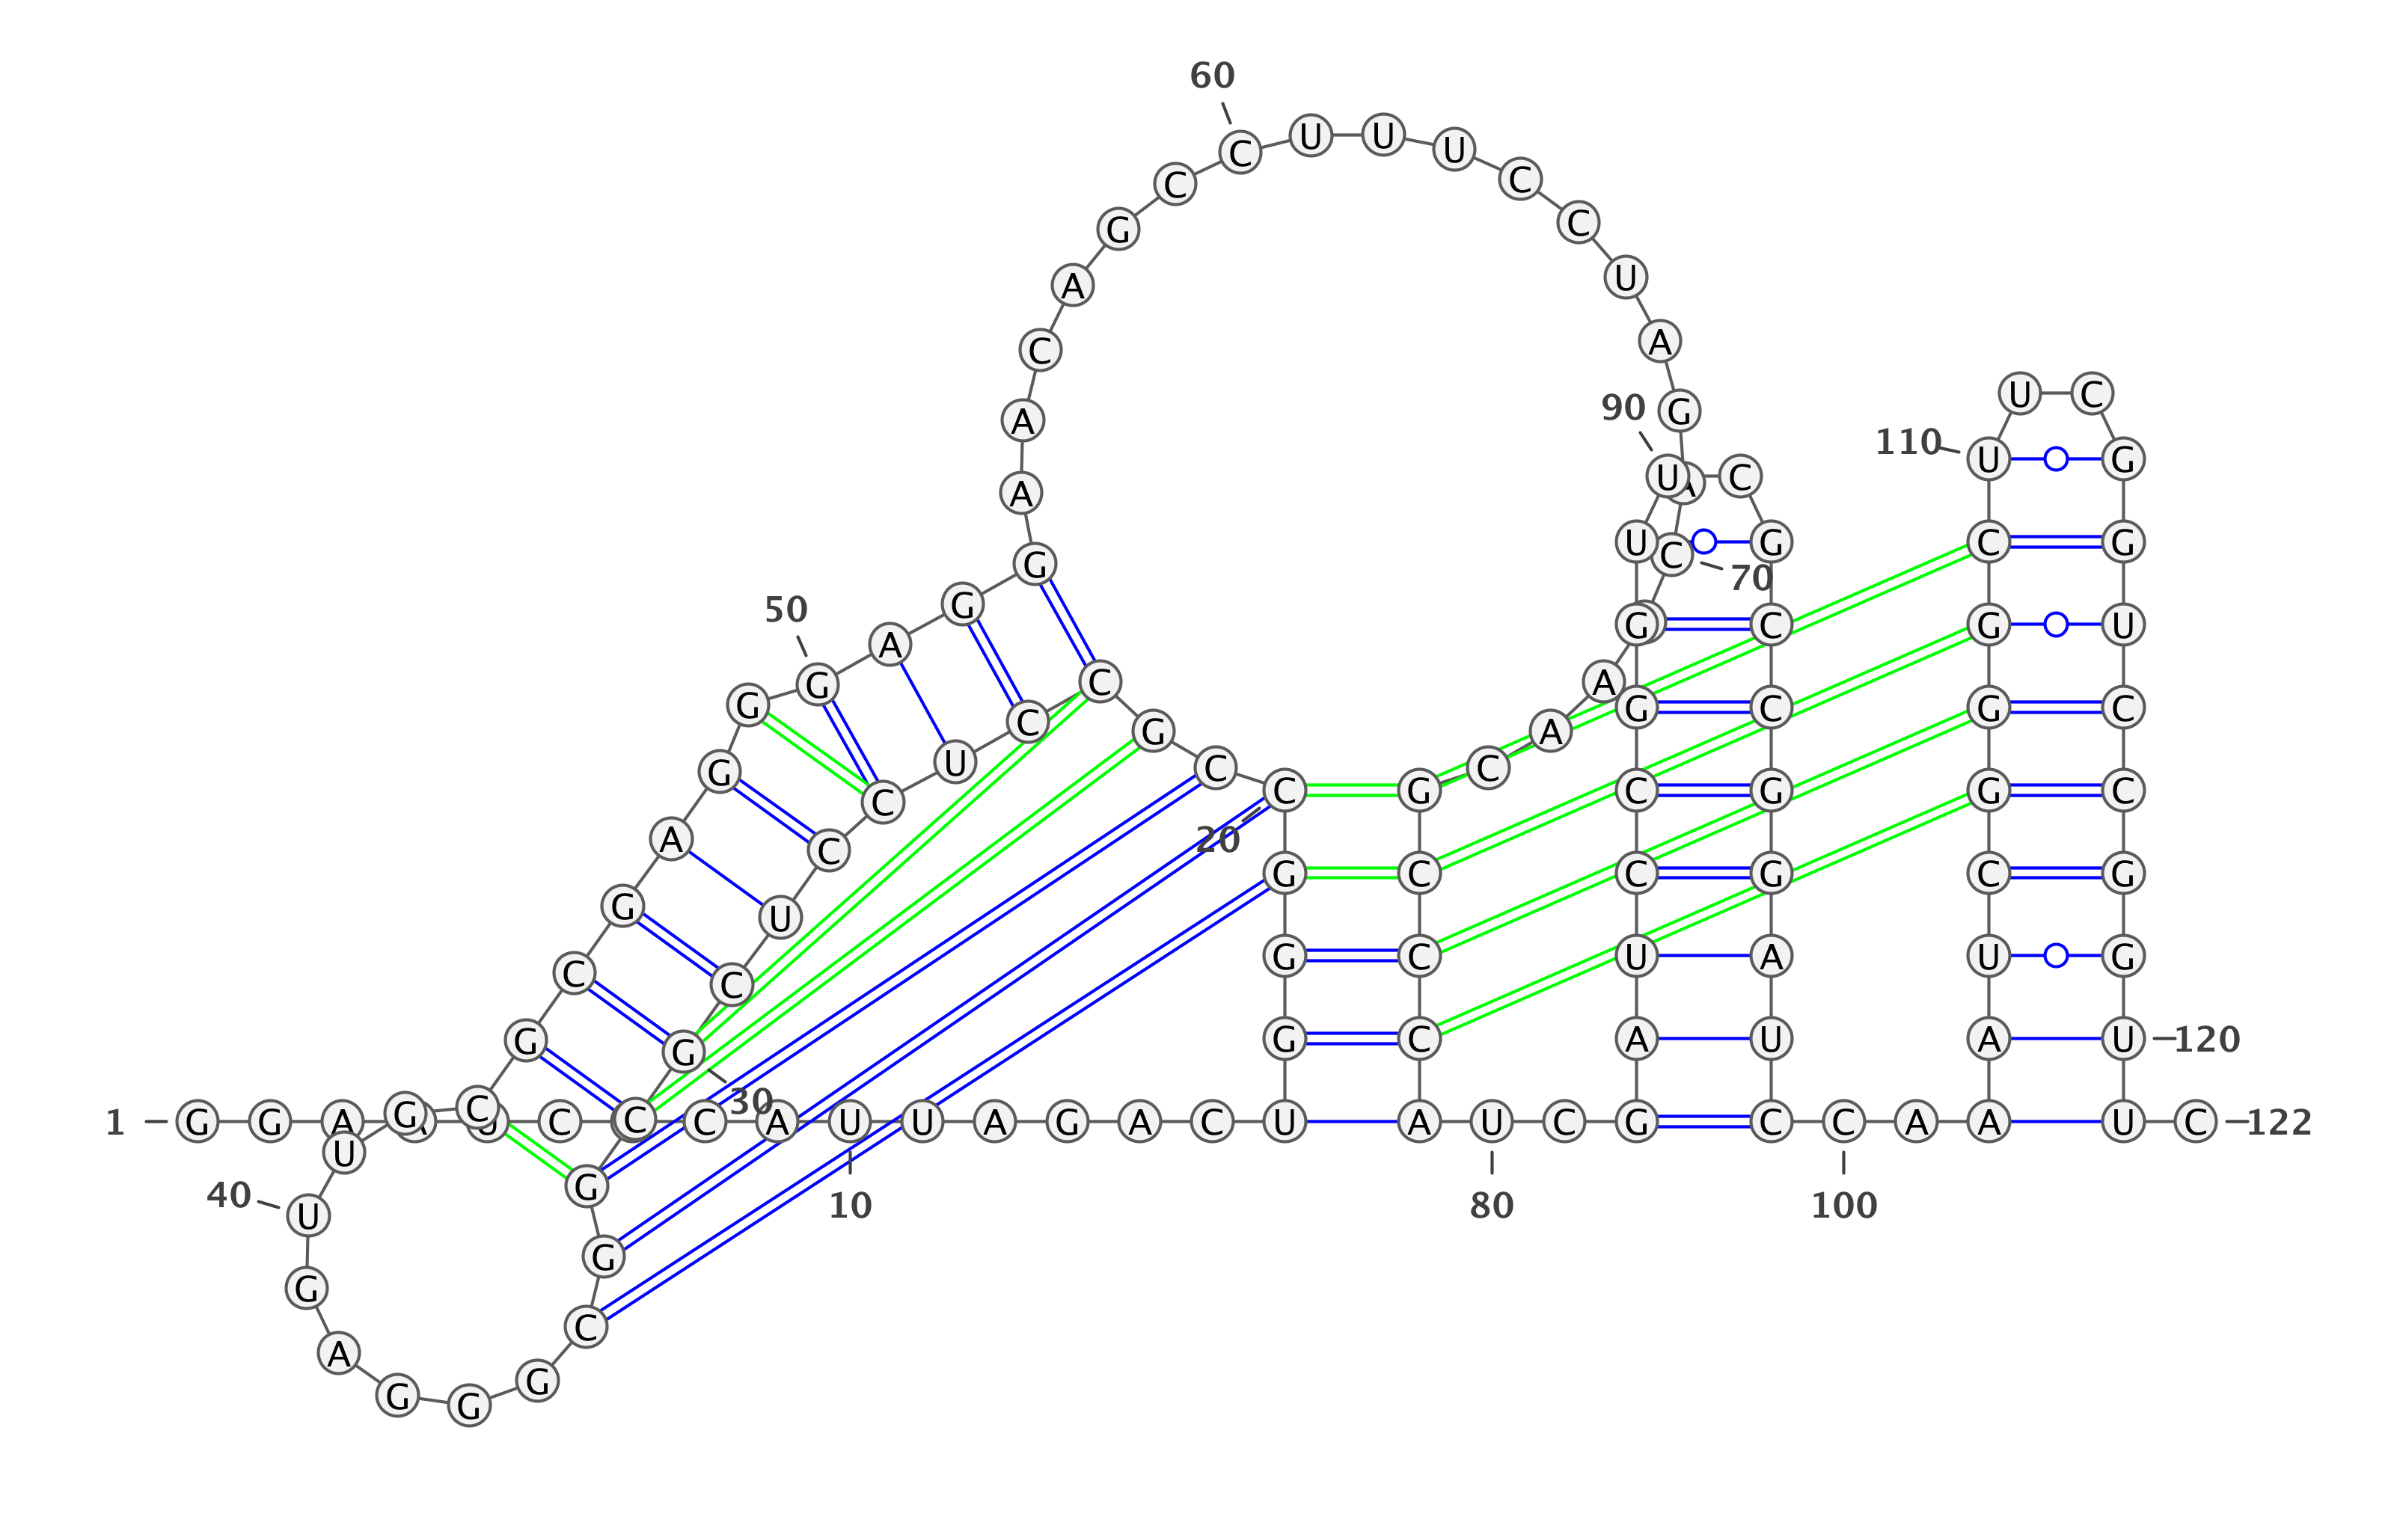 60
C U U U
C C
G C
A U
C A
U C
90 G
A
110 U G
U A C
A
U C G C G
G 70
50 G G C G U
A
G C A
G C G C G C
G A
G U C C
C C G C G G C
A C 20
G C C G C G
G U
C C G C U A U G
G G G C A U A U 120
30
G C
1 G G A A U C C C A U U A G A C U A U C G C C A A U C 122
U
G
40 U 10 80 100
G
G
C
A
G G G